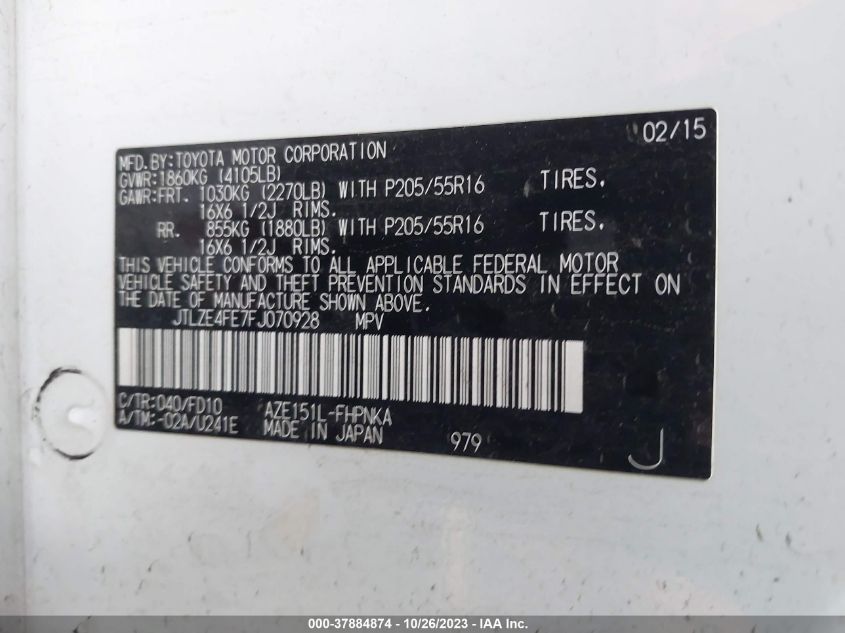 02/15
MFD.BY:TOYOTA MOTOR CORPORATION
GVWR:1860KG (4105LB)
GAWR:FRT. 1030KG (2270LB) WITH P205/55R16 TIRES.
16X6 1/2J RIMS.
RR. 855KG (1880LB) WITH P205/55R16 TIRES.
16X6 1/2J RIMS.
THIS VEHICLE CONFORMS TO ALL APPLICABLE FEDERAL MOTOR
VEHICLE SAFETY AND THEFT PREVENTION STANDARDS IN EFFECT ON
THE DATE OF MANUFACTURE SHOWN ABOVE.
JTLZE4FE7FJ070928 MPV
C/TR:040/FD10 AZE151L-FHPNKA
A/TM:-02A/U241E MADE IN JAPAN 979 J
000-37884874 | 10/26/2023 - IAA Inc.